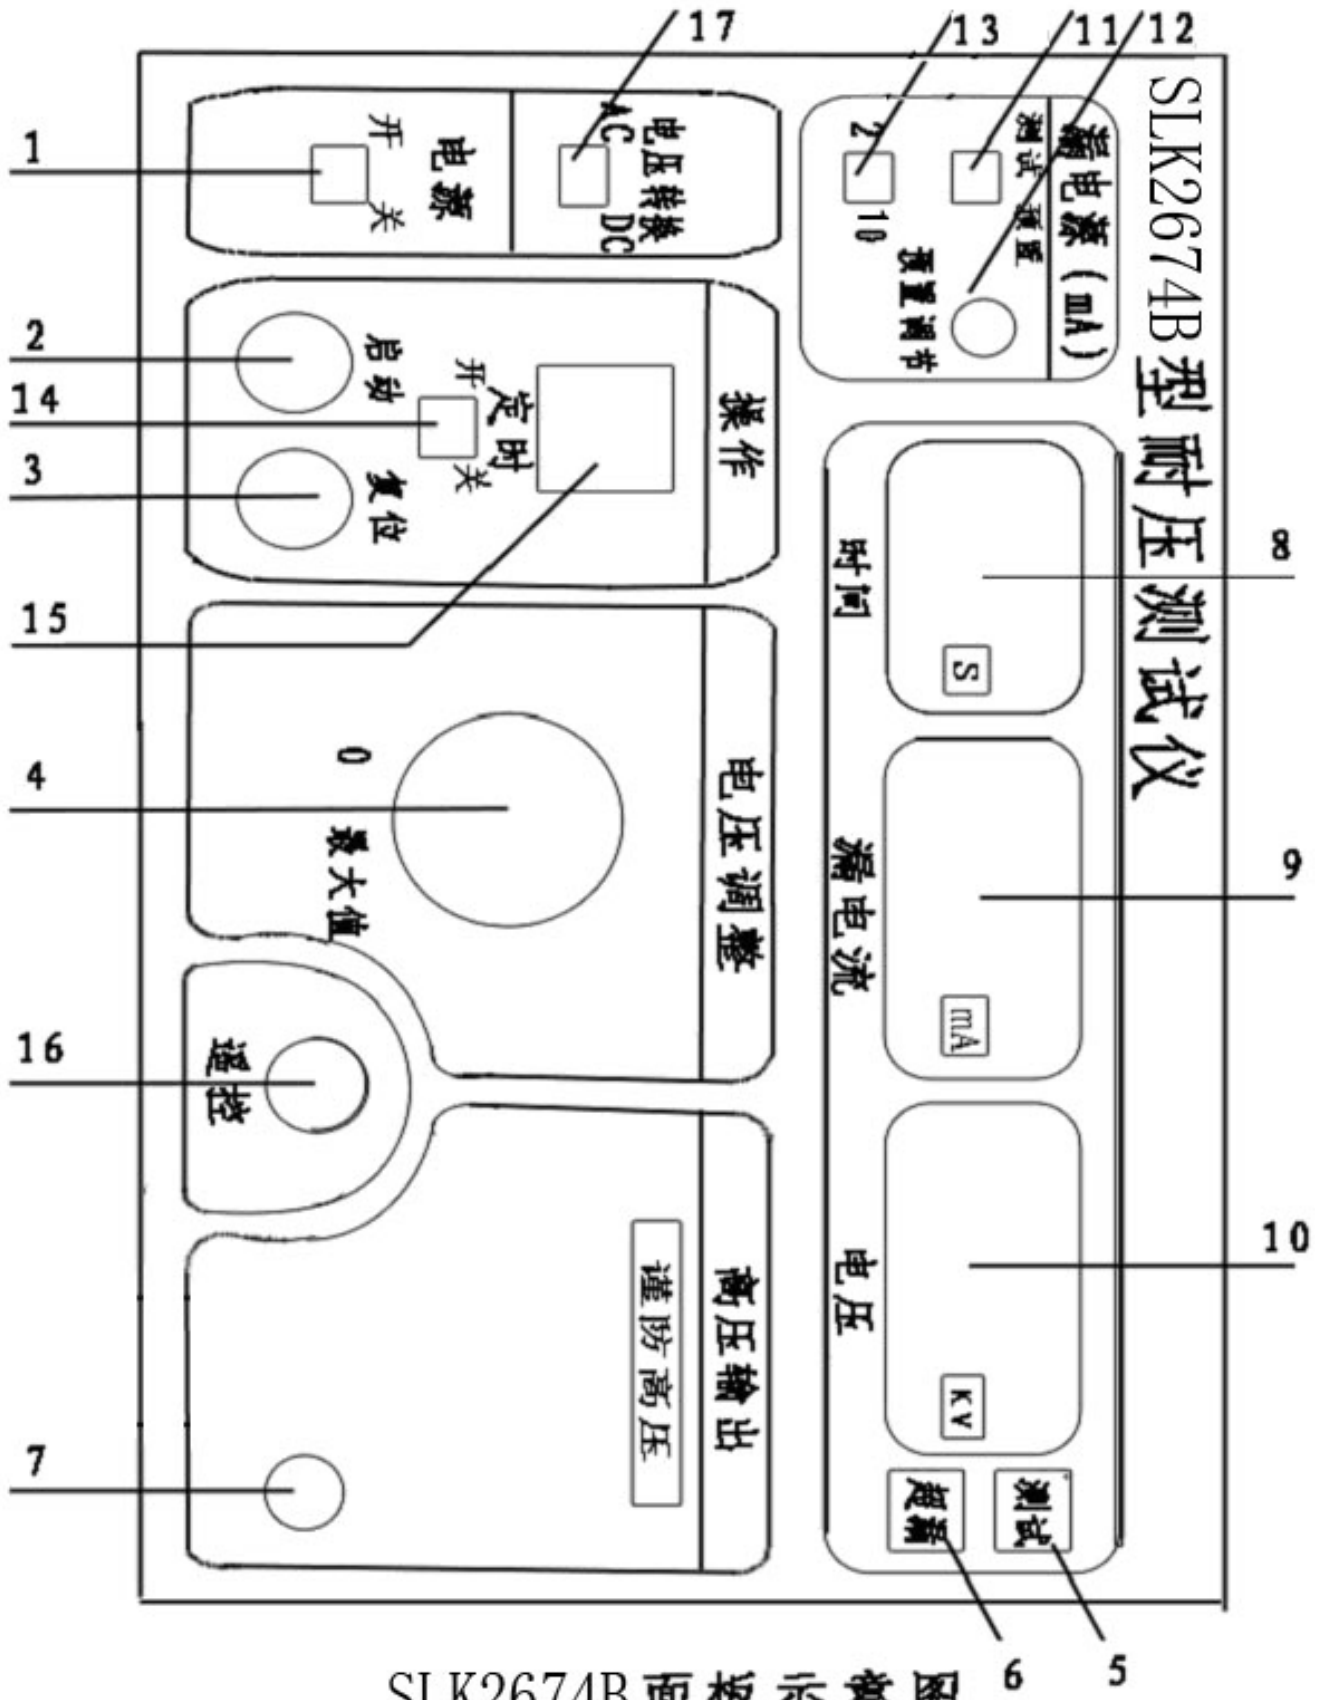 SLK2674B型耐压测试仪
17
13
11
12
1
2
14
3
15
4
16
7
8
9
10
6
5
漏电源(mA)
测试
预置
2
10
预置调节
电压转换
AC
DC
电源
开
关
操作
启动
复位
定时
开
关
电压调整
0
最大值
遥控
高压输出
谨防高压
时间
S
漏电流
mA
电压
KV
测试
超漏
SLK2674B面板示意图